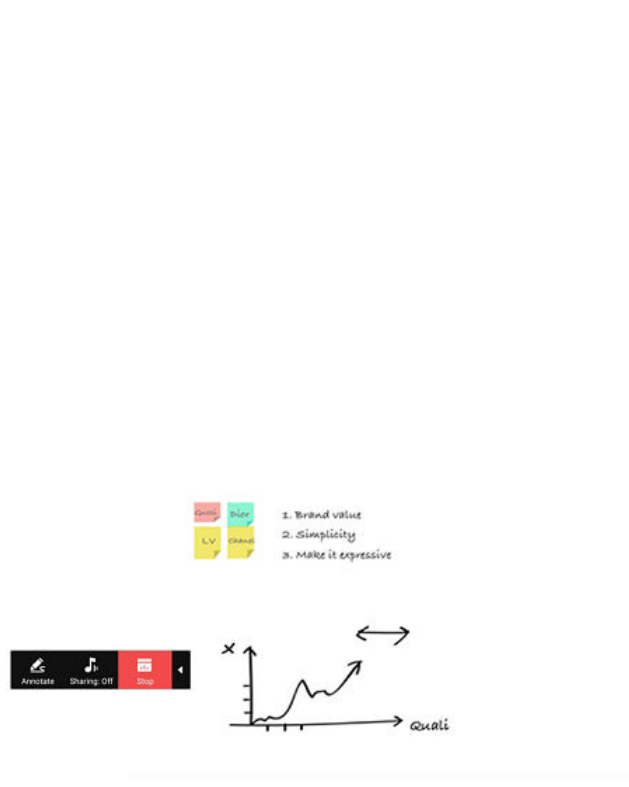 Gucci
Dior
LV
Chanel
1. Brand value
2. Simplicity
3. Make it expressive
X
Annotate
Sharing: Off
Stop
Quali